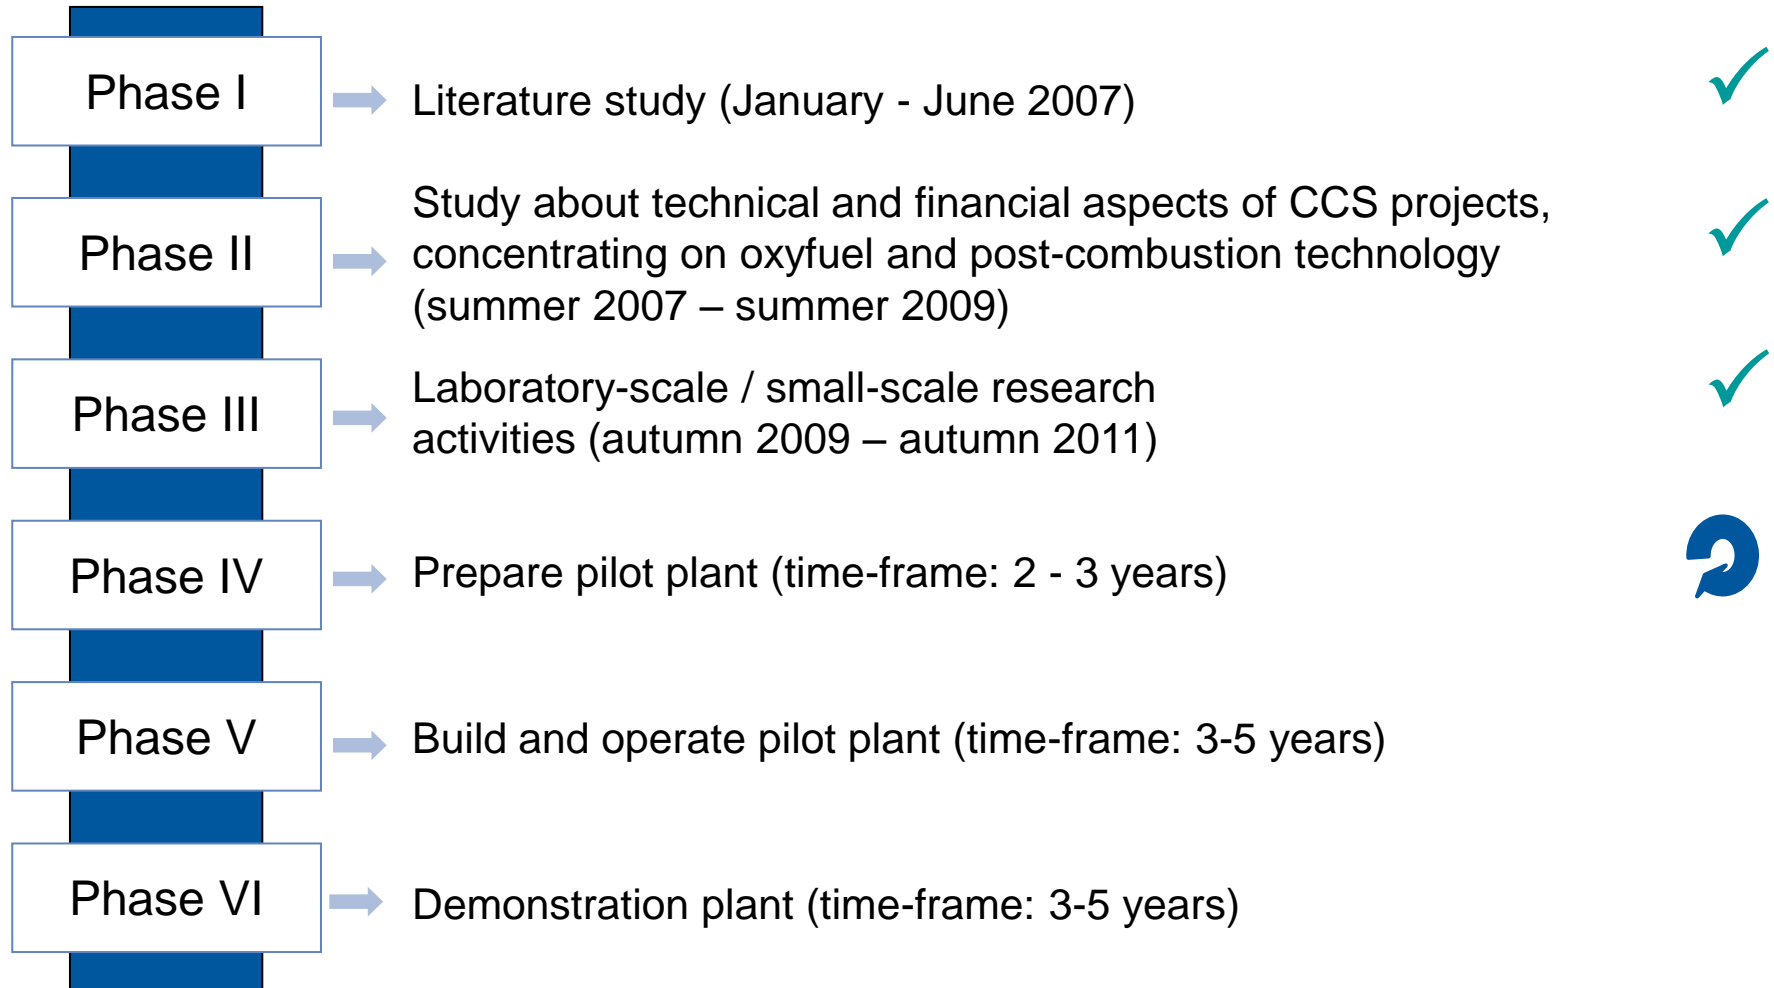 Phase I
Literature study (January - June 2007)
Phase II
Study about technical and financial aspects of CCS projects,
concentrating on oxyfuel and post-combustion technology
(summer 2007 – summer 2009)
Phase III
Laboratory-scale / small-scale research
activities (autumn 2009 – autumn 2011)
Phase IV
Prepare pilot plant (time-frame: 2 - 3 years)
Phase V
Build and operate pilot plant (time-frame: 3-5 years)
Phase VI
Demonstration plant (time-frame: 3-5 years)